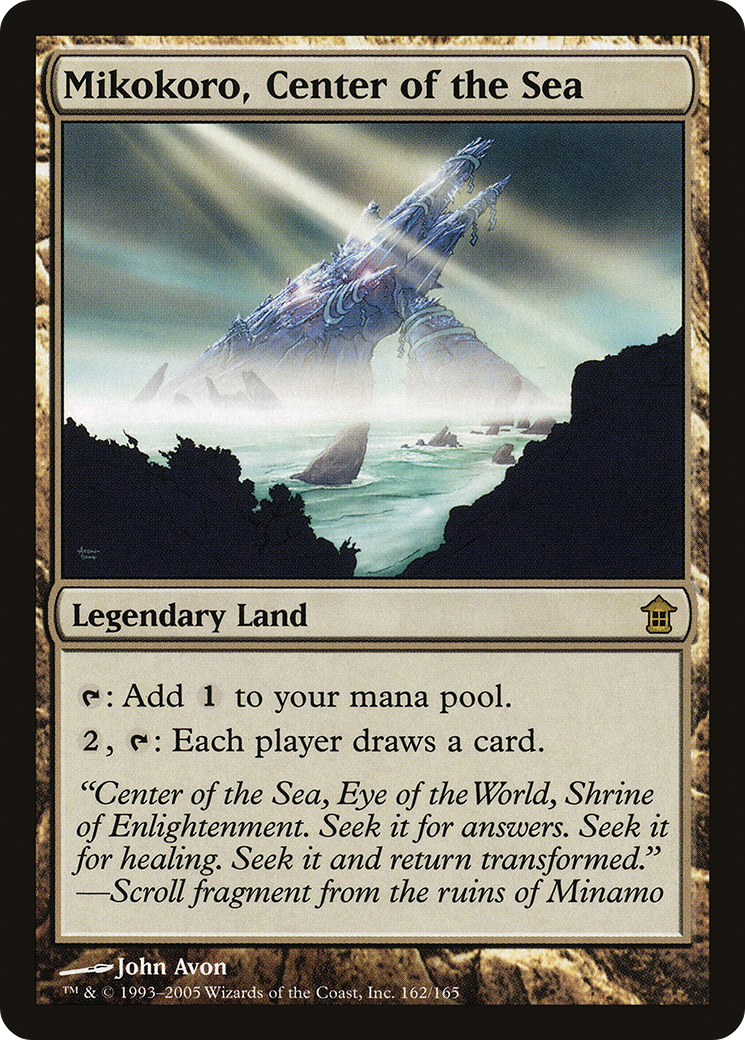 Mikokoro, Center of the Sea
Legendary Land
: Add 1 to your mana pool.
2, : Each player draws a card.
“Center of the Sea, Eye of the World, Shrine
of Enlightenment. Seek it for answers. Seek it
for healing. Seek it and return transformed.”
—Scroll fragment from the ruins of Minamo
John Avon
™ & © 1993–2005 Wizards of the Coast, Inc. 162/165